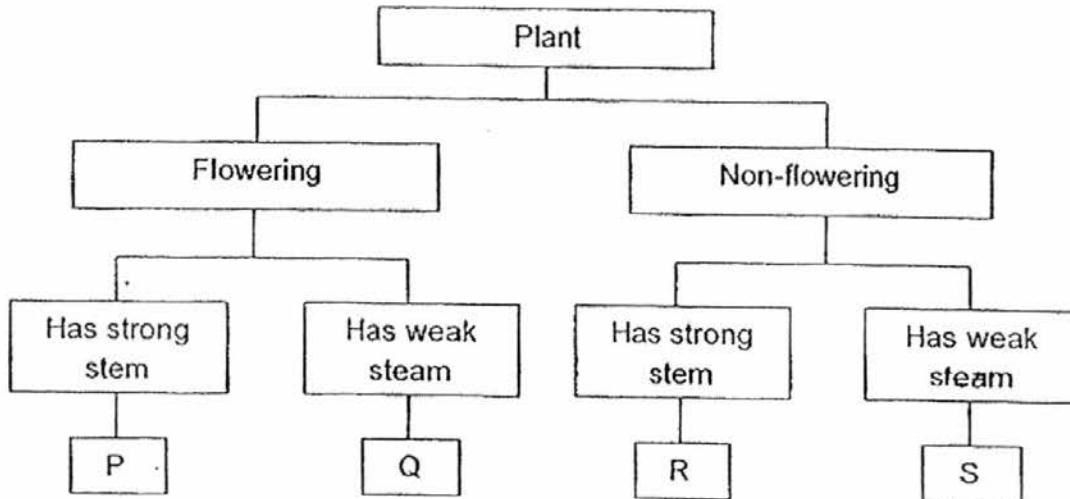 Plant
Flowering
Non-flowering
Has strong
stem
Has weak
steam
Has strong
stem
Has weak
steam
P
Q
R
S